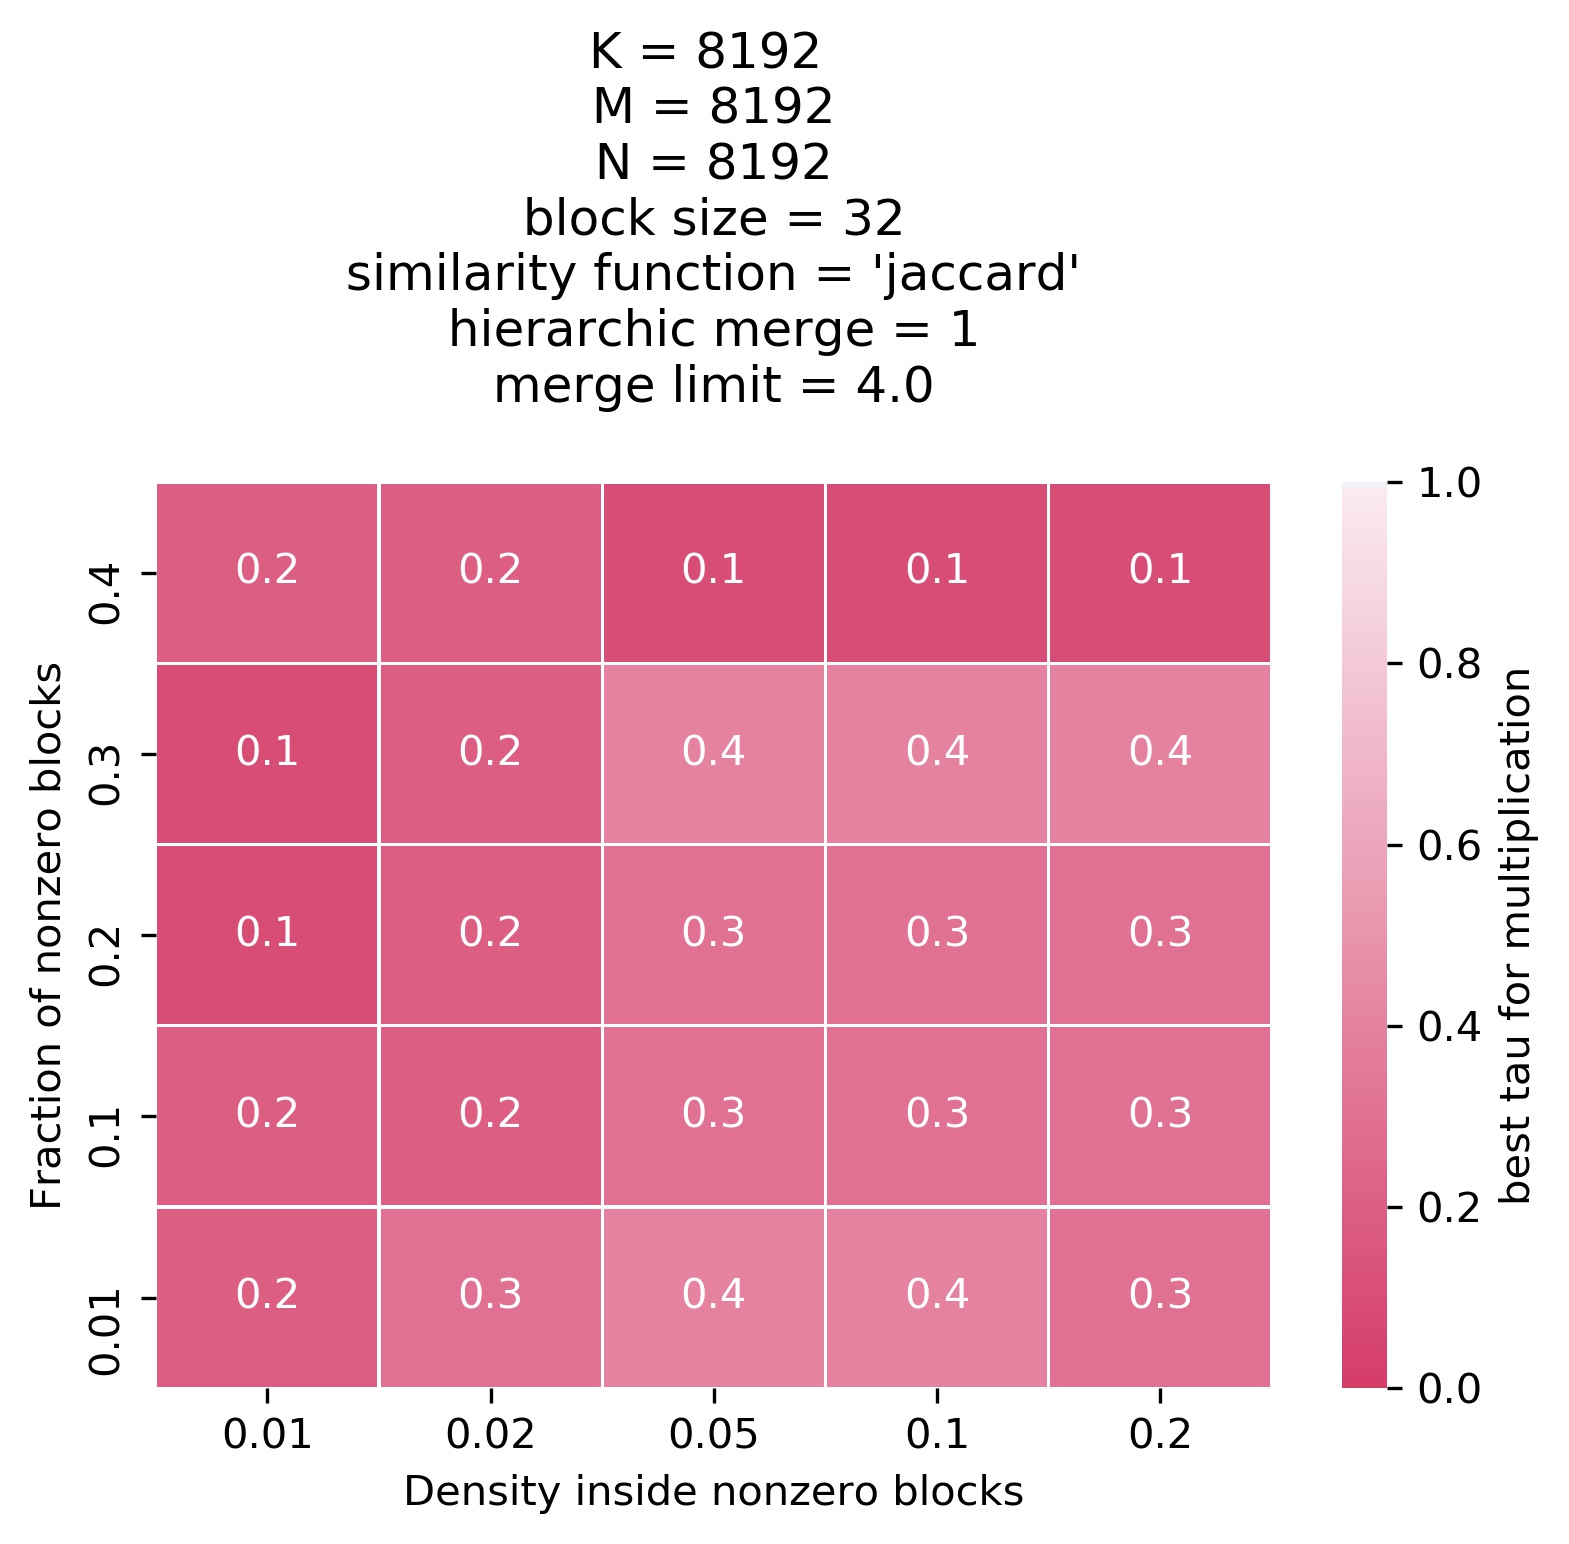 K = 8192
M = 8192
N = 8192
block size = 32
similarity function = 'jaccard'
hierarchic merge = 1
merge limit = 4.0
Fraction of nonzero blocks
0.4
0.2 0.2 0.1 0.1 0.1
0.3
0.1 0.2 0.4 0.4 0.4
0.2
0.1 0.2 0.3 0.3 0.3
0.1
0.2 0.2 0.3 0.3 0.3
0.01
0.2 0.3 0.4 0.4 0.3
0.01 0.02 0.05 0.1 0.2
Density inside nonzero blocks
1.0
0.8
0.6
0.4
0.2
0.0
best tau for multiplication